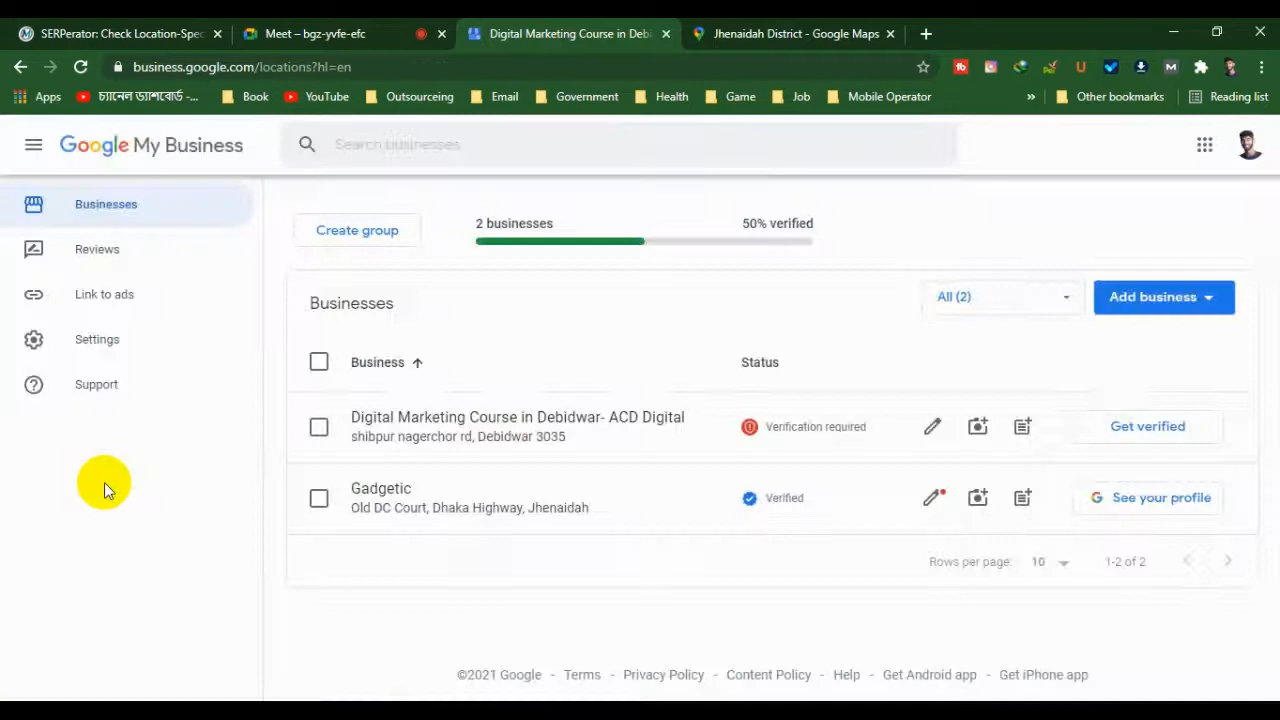 SERPerator: Check Location-Spec
Meet – bgz-yvfe-efc
Digital Marketing Course in Deb
Jhenaidah District - Google Maps
business.google.com/locations?hl=en
Apps
চ্যানেল ড্যাশবোর্ড -...
Book
YouTube
Outsourceing
Email
Government
Health
Game
Job
Mobile Operator
»
Other bookmarks
Reading list
Google My Business
Search businesses
Businesses
Reviews
Link to ads
Settings
Support
Create group
2 businesses
50% verified
Businesses
All (2)
Add business
Business
Status
Digital Marketing Course in Debidwar- ACD Digital
shibpur nagerchor rd, Debidwar 3035
Verification required
Get verified
Gadgetic
Old DC Court, Dhaka Highway, Jhenaidah
Verified
G See your profile
Rows per page: 10
1-2 of 2
©2021 Google - Terms - Privacy Policy - Content Policy - Help - Get Android app - Get iPhone app